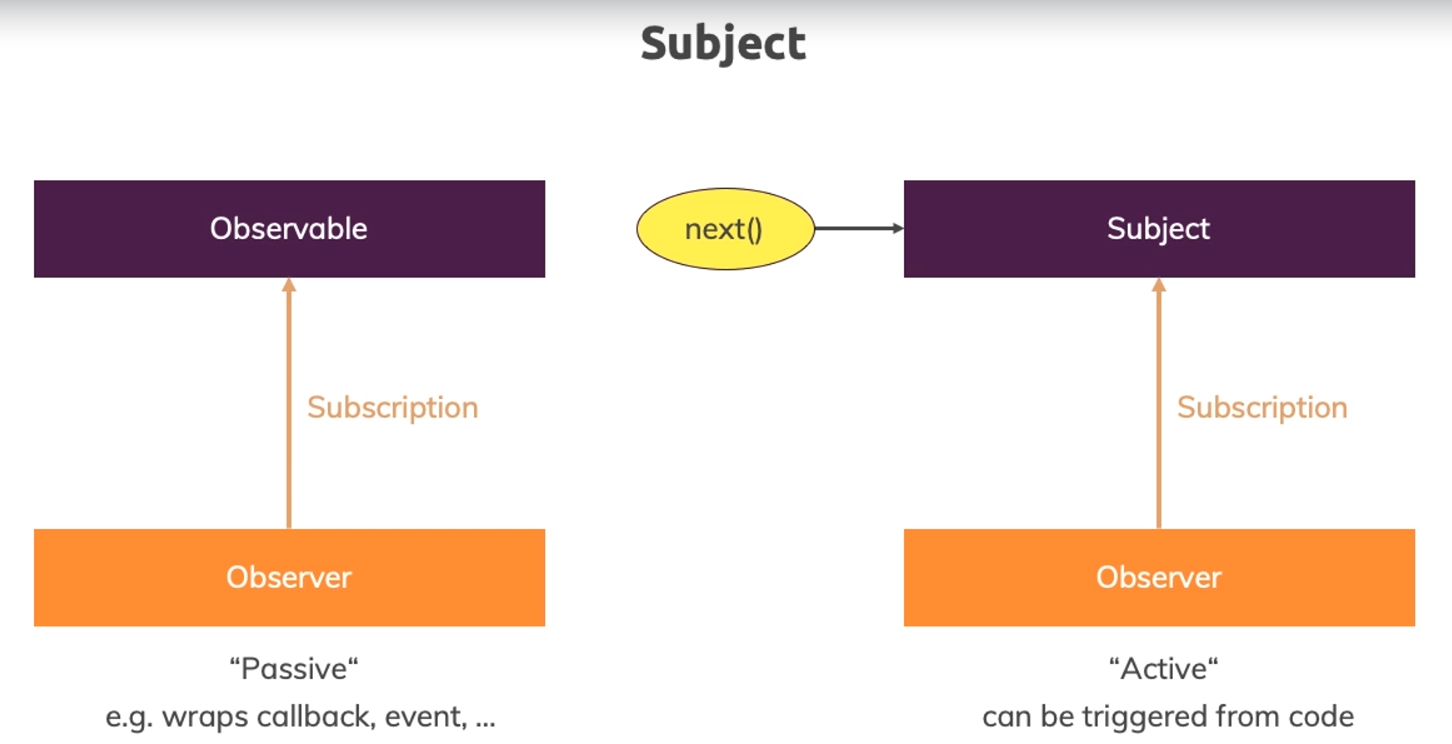 Subject
Observable
next()
Subject
Subscription
Subscription
Observer
Observer
“Passive“
“Active“
e.g. wraps callback, event, ...
can be triggered from code